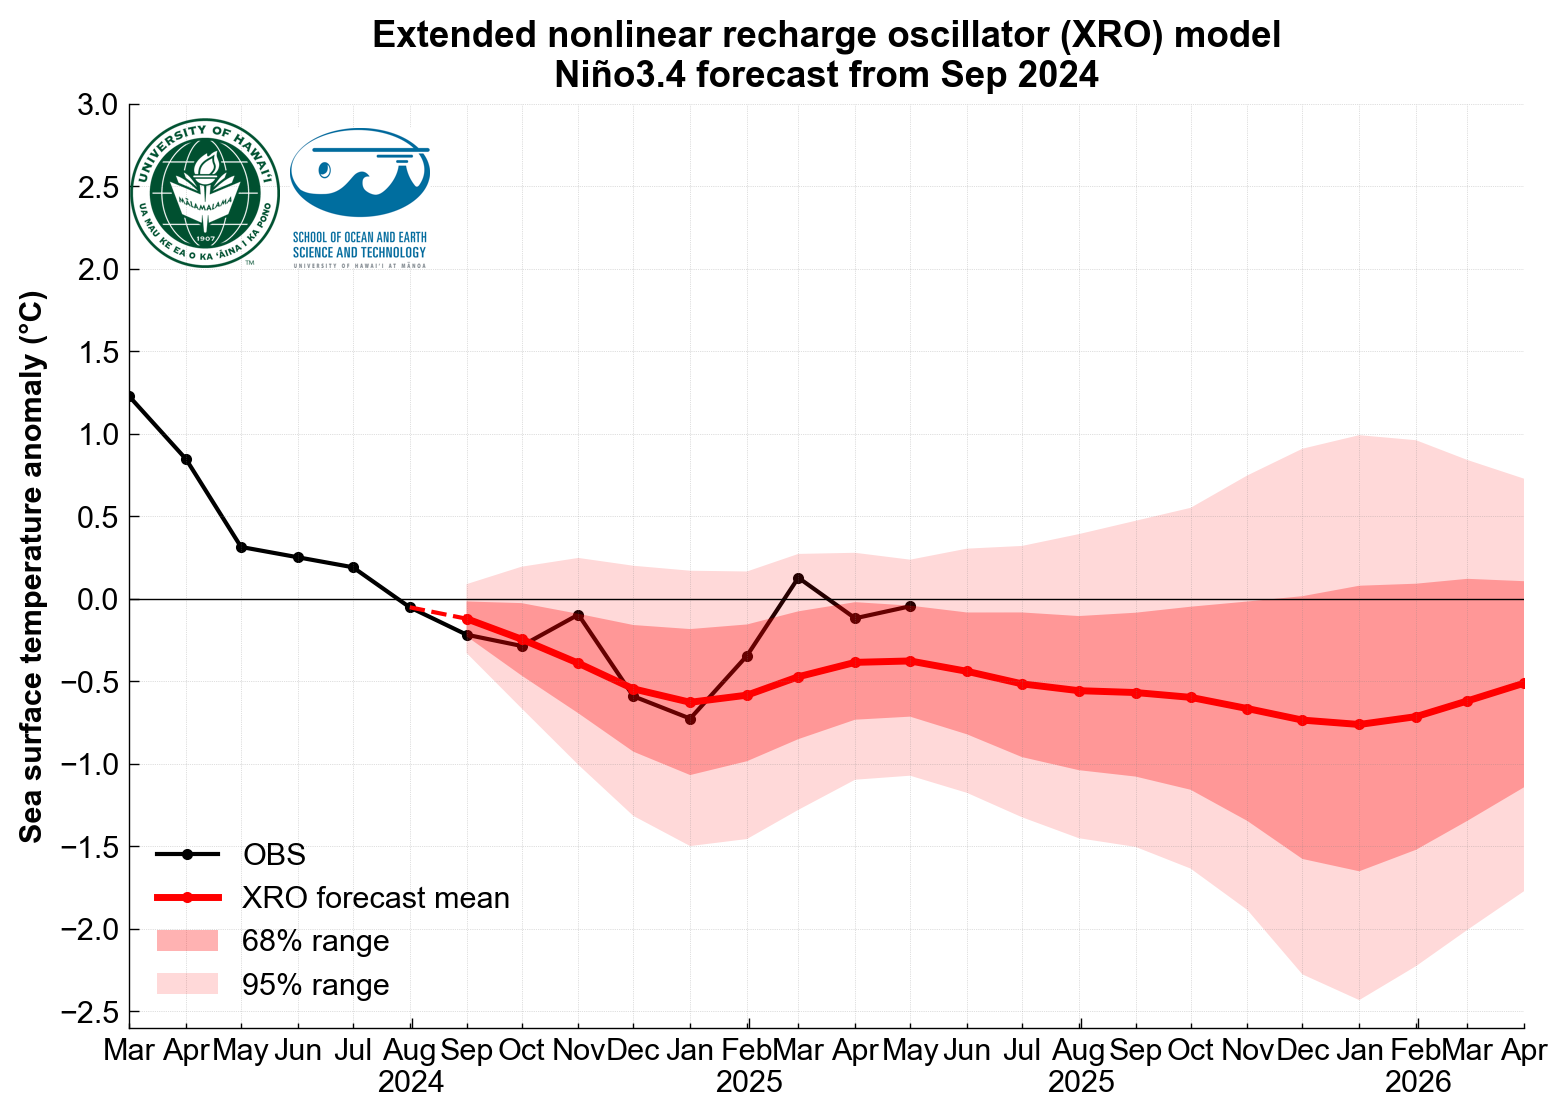 Extended nonlinear recharge oscillator (XRO) model
Niño3.4 forecast from Sep 2024
Sea surface temperature anomaly (°C)
3.0
2.5
2.0
1.5
1.0
0.5
0.0
−0.5
−1.0
−1.5
−2.0
−2.5
UNIVERSITY OF HAWAIʻI
MĀLAMALAMA
1907
UA MAU KE EA O KA ʻĀINA I KA PONO
TM
SCHOOL OF OCEAN AND EARTH
SCIENCE AND TECHNOLOGY
UNIVERSITY OF HAWAIʻI AT MĀNOA
OBS
XRO forecast mean
68% range
95% range
Mar Apr May Jun Jul Aug Sep Oct Nov Dec Jan Feb Mar Apr May Jun Jul Aug Sep Oct Nov Dec Jan Feb Mar Apr
2024 2025 2025 2026